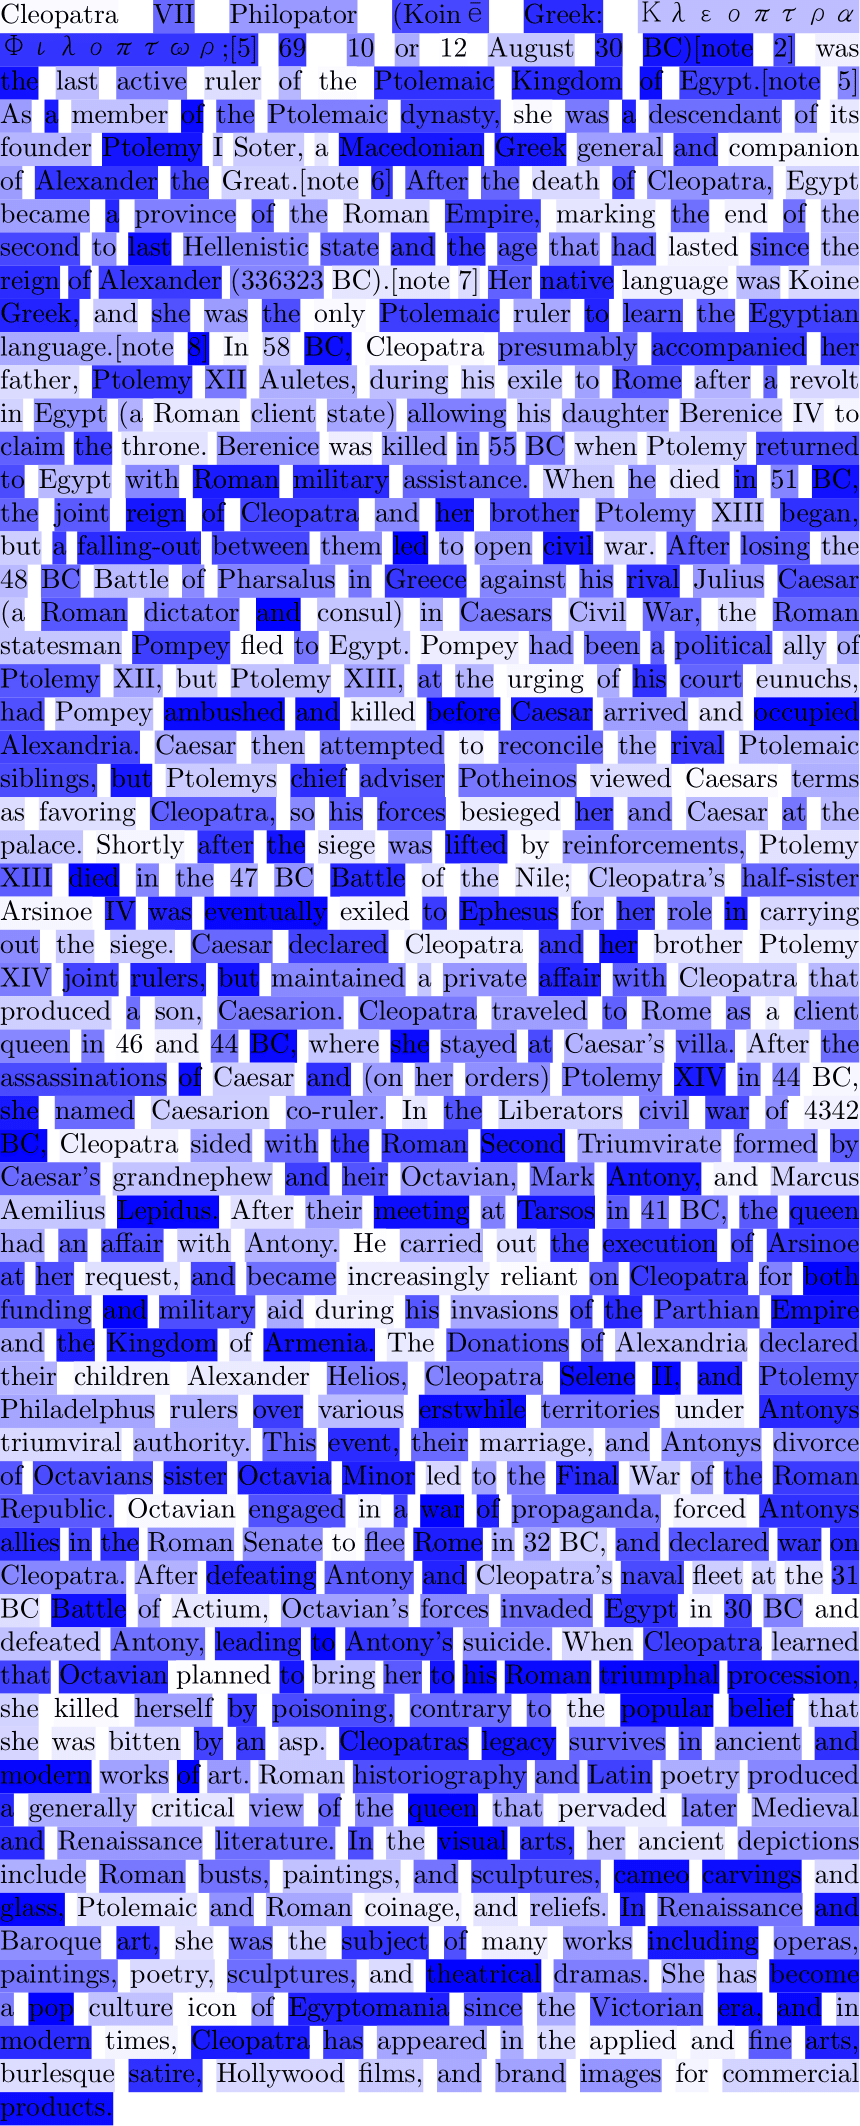 Cleopatra VII Philopator (Koinē Greek: Κλεοπτρα
Φιλοπτωρ;[5] 69 10 or 12 August 30 BC)[note 2] was
the last active ruler of the Ptolemaic Kingdom of Egypt.[note 5]
As a member of the Ptolemaic dynasty, she was a descendant of its
founder Ptolemy I Soter, a Macedonian Greek general and companion
of Alexander the Great.[note 6] After the death of Cleopatra, Egypt
became a province of the Roman Empire, marking the end of the
second to last Hellenistic state and the age that had lasted since the
reign of Alexander (336323 BC).[note 7] Her native language was Koine
Greek, and she was the only Ptolemaic ruler to learn the Egyptian
language.[note 8] In 58 BC, Cleopatra presumably accompanied her
father, Ptolemy XII Auletes, during his exile to Rome after a revolt
in Egypt (a Roman client state) allowing his daughter Berenice IV to
claim the throne. Berenice was killed in 55 BC when Ptolemy returned
to Egypt with Roman military assistance. When he died in 51 BC,
the joint reign of Cleopatra and her brother Ptolemy XIII began,
but a falling-out between them led to open civil war. After losing the
48 BC Battle of Pharsalus in Greece against his rival Julius Caesar
(a Roman dictator and consul) in Caesars Civil War, the Roman
statesman Pompey fled to Egypt. Pompey had been a political ally of
Ptolemy XII, but Ptolemy XIII, at the urging of his court eunuchs,
had Pompey ambushed and killed before Caesar arrived and occupied
Alexandria. Caesar then attempted to reconcile the rival Ptolemaic
siblings, but Ptolemys chief adviser Potheinos viewed Caesars terms
as favoring Cleopatra, so his forces besieged her and Caesar at the
palace. Shortly after the siege was lifted by reinforcements, Ptolemy
XIII died in the 47 BC Battle of the Nile; Cleopatra's half-sister
Arsinoe IV was eventually exiled to Ephesus for her role in carrying
out the siege. Caesar declared Cleopatra and her brother Ptolemy
XIV joint rulers, but maintained a private affair with Cleopatra that
produced a son, Caesarion. Cleopatra traveled to Rome as a client
queen in 46 and 44 BC, where she stayed at Caesar's villa. After the
assassinations of Caesar and (on her orders) Ptolemy XIV in 44 BC,
she named Caesarion co-ruler. In the Liberators civil war of 4342
BC, Cleopatra sided with the Roman Second Triumvirate formed by
Caesar's grandnephew and heir Octavian, Mark Antony, and Marcus
Aemilius Lepidus. After their meeting at Tarsos in 41 BC, the queen
had an affair with Antony. He carried out the execution of Arsinoe
at her request, and became increasingly reliant on Cleopatra for both
funding and military aid during his invasions of the Parthian Empire
and the Kingdom of Armenia. The Donations of Alexandria declared
their children Alexander Helios, Cleopatra Selene II, and Ptolemy
Philadelphus rulers over various erstwhile territories under Antonys
triumviral authority. This event, their marriage, and Antonys divorce
of Octavians sister Octavia Minor led to the Final War of the Roman
Republic. Octavian engaged in a war of propaganda, forced Antonys
allies in the Roman Senate to flee Rome in 32 BC, and declared war on
Cleopatra. After defeating Antony and Cleopatra's naval fleet at the 31
BC Battle of Actium, Octavian's forces invaded Egypt in 30 BC and
defeated Antony, leading to Antony's suicide. When Cleopatra learned
that Octavian planned to bring her to his Roman triumphal procession,
she killed herself by poisoning, contrary to the popular belief that
she was bitten by an asp. Cleopatras legacy survives in ancient and
modern works of art. Roman historiography and Latin poetry produced
a generally critical view of the queen that pervaded later Medieval
and Renaissance literature. In the visual arts, her ancient depictions
include Roman busts, paintings, and sculptures, cameo carvings and
glass, Ptolemaic and Roman coinage, and reliefs. In Renaissance and
Baroque art, she was the subject of many works including operas,
paintings, poetry, sculptures, and theatrical dramas. She has become
a pop culture icon of Egyptomania since the Victorian era, and in
modern times, Cleopatra has appeared in the applied and fine arts,
burlesque satire, Hollywood films, and brand images for commercial
products.